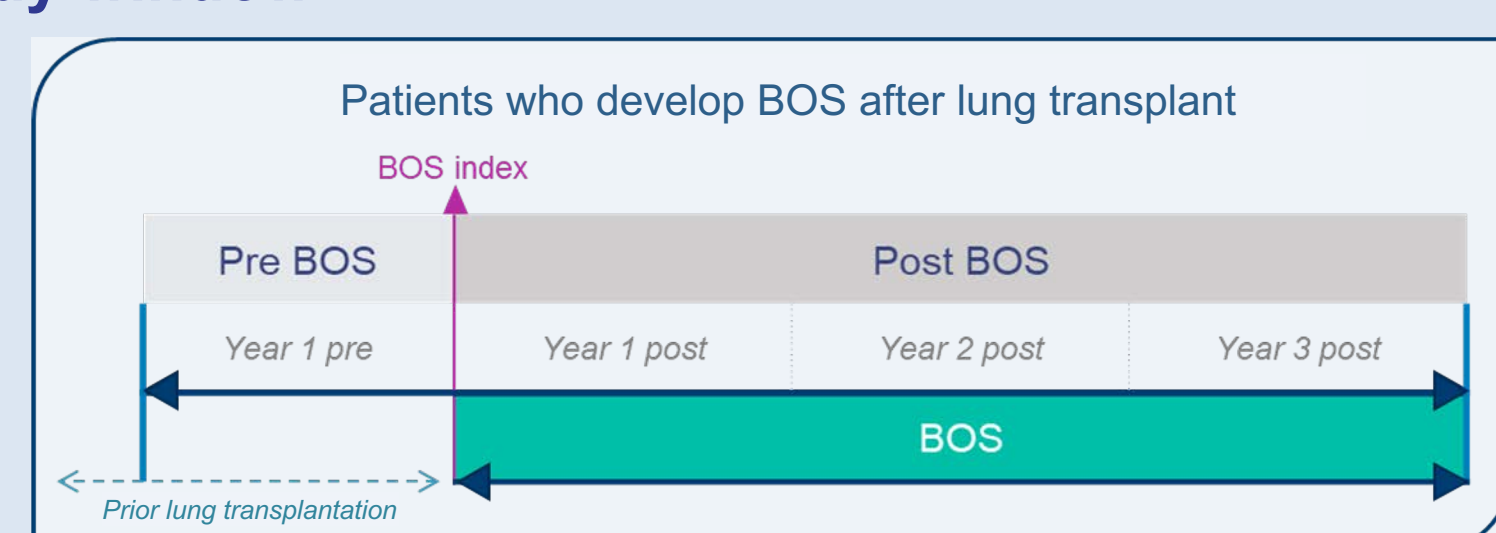 Patients who develop BOS after lung transplant
BOS index
Pre BOS
Post BOS
Year 1 pre
Year 1 post
Year 2 post
Year 3 post
BOS
Prior lung transplantation